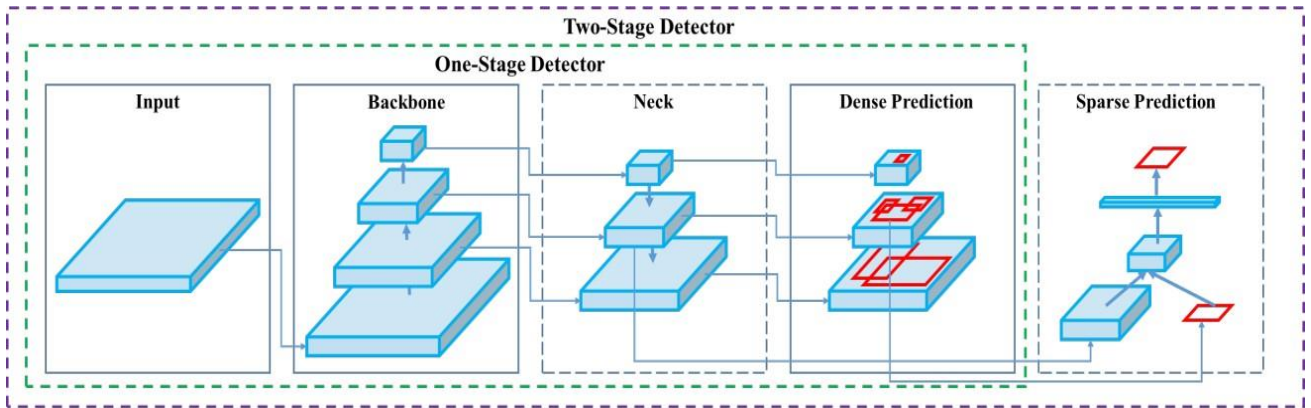 Two-Stage Detector
One-Stage Detector
Input
Backbone
Neck
Dense Prediction
Sparse Prediction